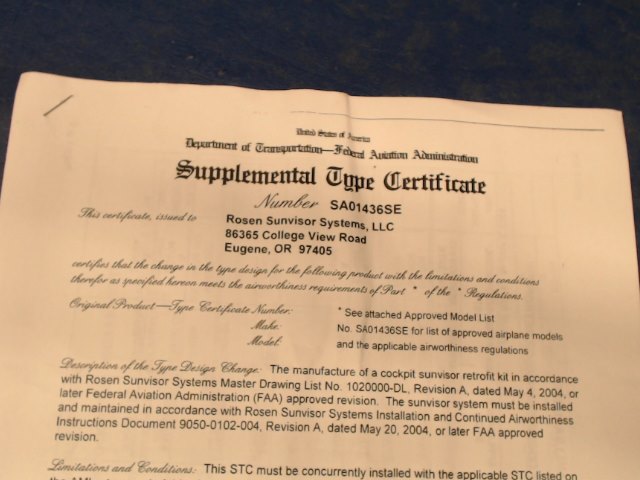 United States of America
Department of Transportation—Federal Aviation Administration
Supplemental Type Certificate
Number SA01436SE
This certificate, issued to
Rosen Sunvisor Systems, LLC
86365 College View Road
Eugene, OR 97405
certifies that the change in the type design for the following product with the limitations and conditions
therefor as specified hereon meets the airworthiness requirements of Part * of the * Regulations.
Original Product—Type Certificate Number: * See attached Approved Model List
Make: No. SA01436SE for list of approved airplane models
Model: and the applicable airworthiness regulations
Description of the Type Design Change: The manufacture of a cockpit sunvisor retrofit kit in accordance
with Rosen Sunvisor Systems Master Drawing List No. 1020000-DL, Revision A, dated May 4, 2004, or
later Federal Aviation Administration (FAA) approved revision. The sunvisor system must be installed
and maintained in accordance with Rosen Sunvisor Systems Installation and Continued Airworthiness
Instructions Document 9050-0102-004, Revision A, dated May 20, 2004, or later FAA approved
revision.
Limitations and Conditions: This STC must be concurrently installed with the applicable STC listed on